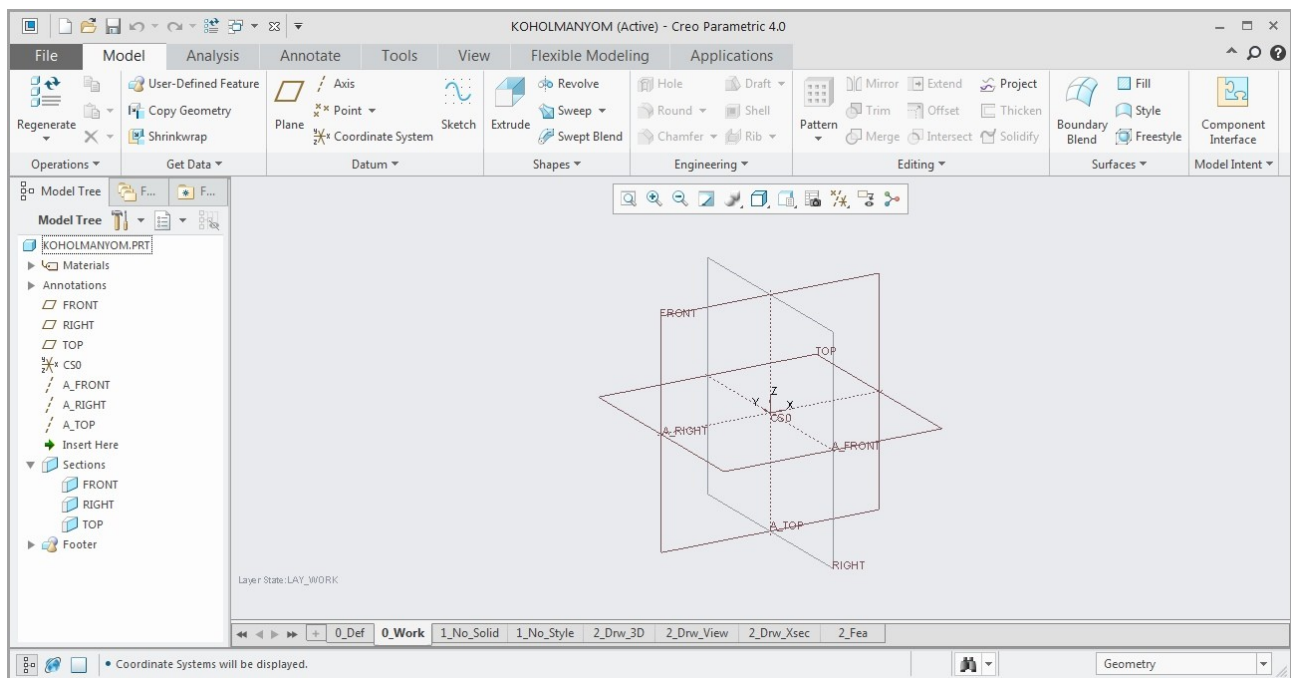 KOHOLMANYOM (Active) - Creo Parametric 4.0
File Model Analysis Annotate Tools View Flexible Modeling Applications
Regenerate
User-Defined Feature
Copy Geometry
Shrinkwrap
Plane
Axis
Point
Coordinate System
Sketch
Extrude
Revolve
Sweep
Swept Blend
Hole
Draft
Round
Shell
Chamfer
Rib
Pattern
Mirror
Extend
Project
Trim
Offset
Thicken
Merge
Intersect
Solidify
Boundary
Blend
Fill
Style
Freestyle
Component
Interface
Operations Get Data Datum Shapes Engineering Editing Surfaces Model Intent
Model Tree F... F...
Model Tree
KOHOLMANYOM.PRT
Materials
Annotations
FRONT
RIGHT
TOP
CS0
A_FRONT
A_RIGHT
A_TOP
Insert Here
Sections
FRONT
RIGHT
TOP
Footer
FRONT
TOP
Z
Y X
CS0
A_RIGHT
A_FRONT
A_TOP
RIGHT
Layer State:LAY_WORK
0_Def 0_Work 1_No_Solid 1_No_Style 2_Drw_3D 2_Drw_View 2_Drw_Xsec 2_Fea
• Coordinate Systems will be displayed.
Geometry